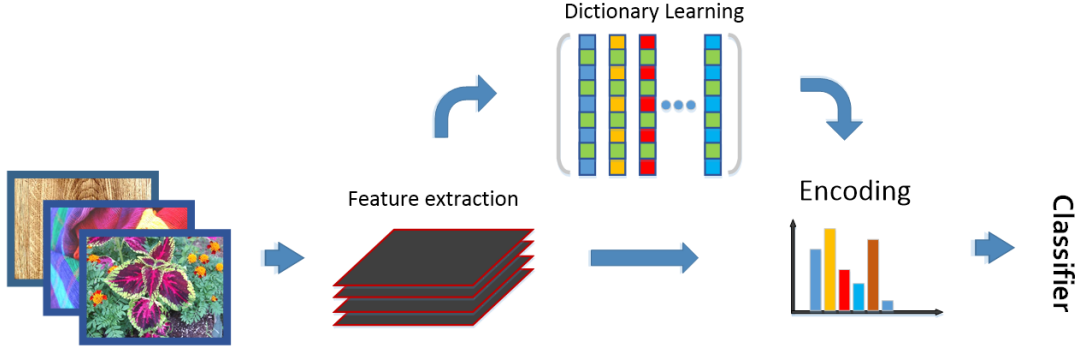 Dictionary Learning
Feature extraction
Encoding
Classifier